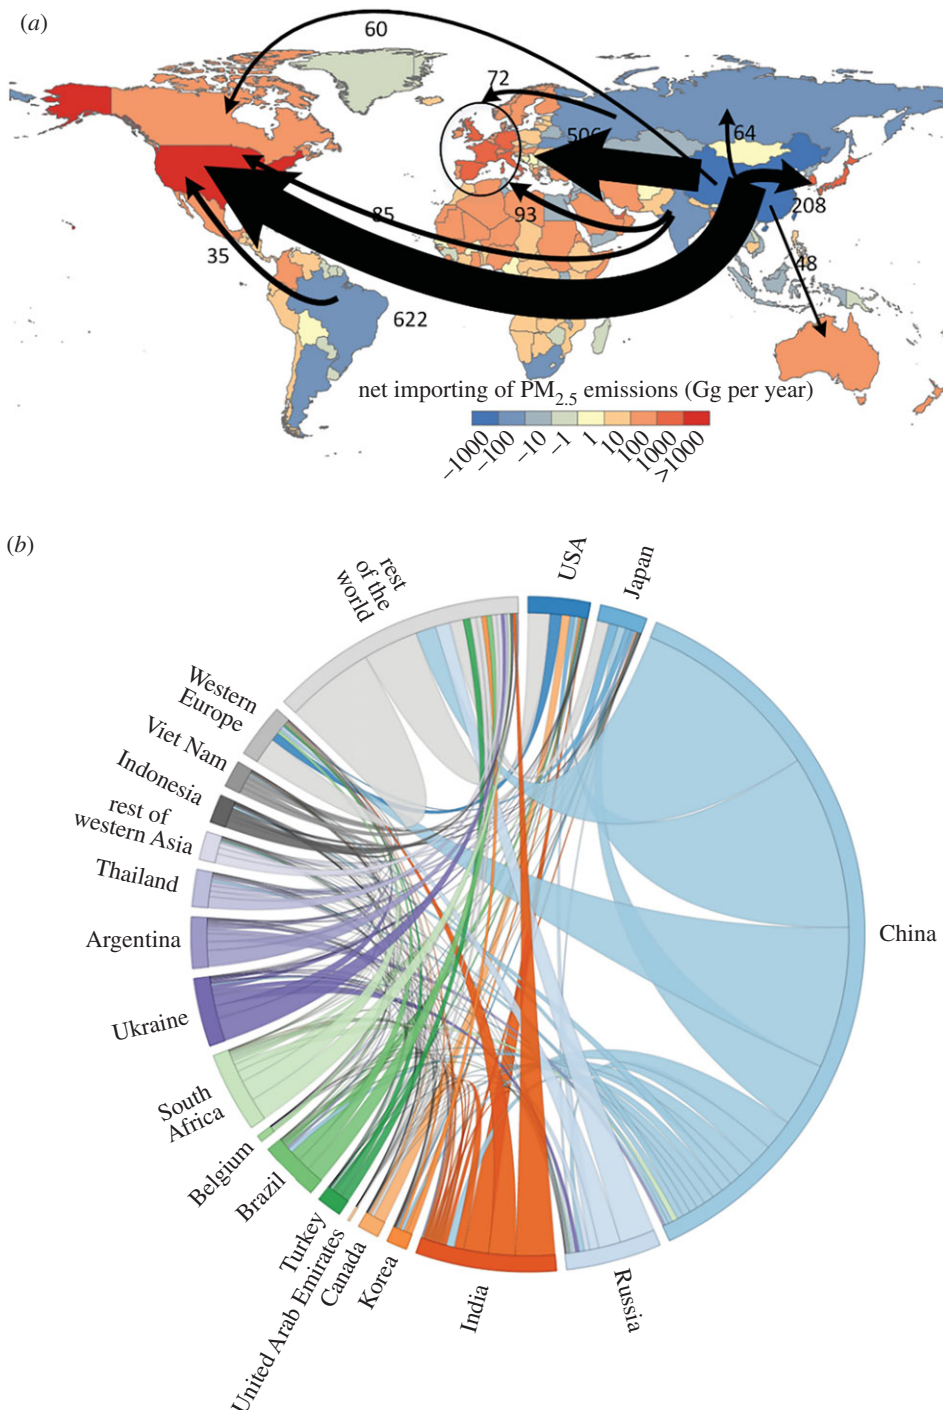 (a)
60
72
506
64
208
85
93
48
35
622
net importing of PM2.5 emissions (Gg per year)
–1000
–100
–10
–1
1
10
100
1000
>1000
(b)
rest
of the
world
USA
Japan
Western
Europe
Viet Nam
Indonesia
rest of
western Asia
Thailand
Argentina
China
Ukraine
South
Africa
Belgium
Brazil
Turkey
United Arab Emirates
Canada
Korea
India
Russia